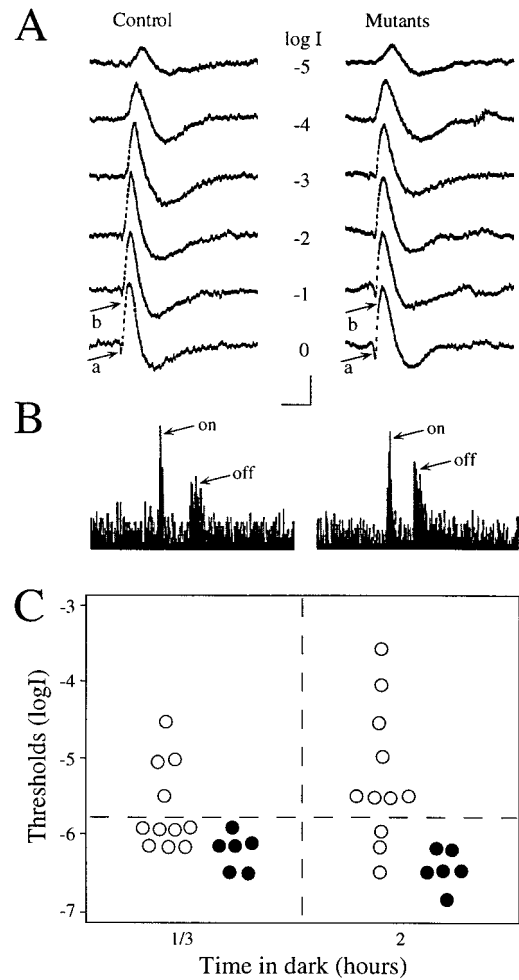 A
Control
log I
Mutants
-5
-4
-3
-2
-1
0
b
a
b
a
B
on
off
on
off
C
Thresholds (logI)
-3
-4
-5
-6
-7
1/3
2
Time in dark (hours)